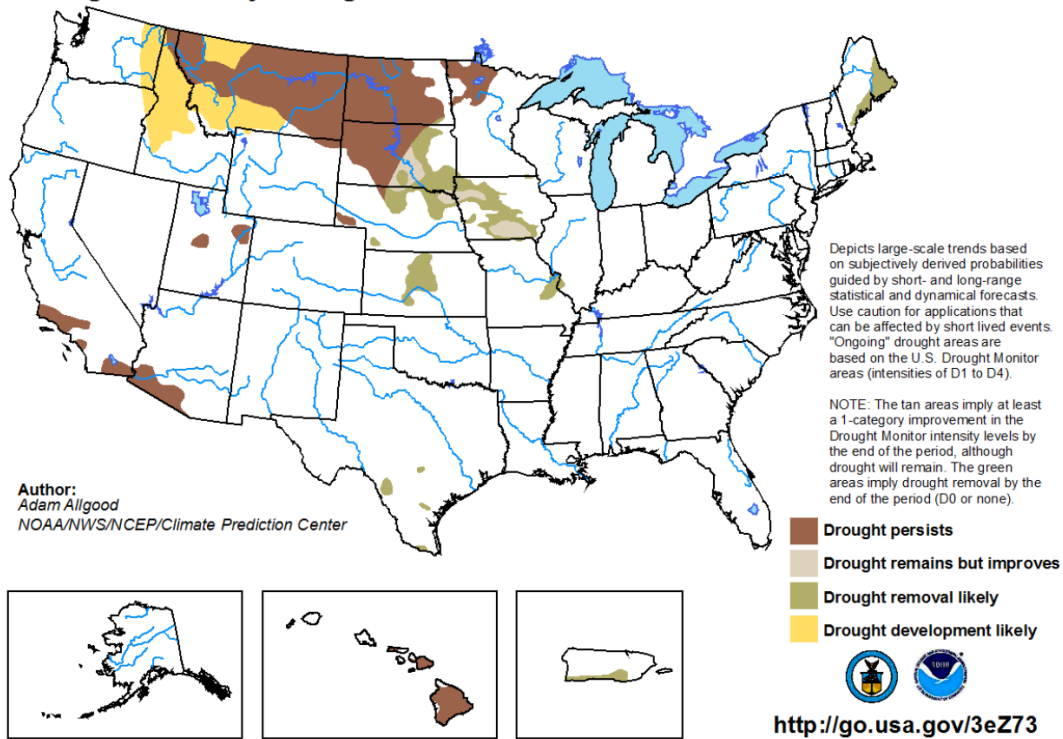 Depicts large-scale trends based
on subjectively derived probabilities
guided by short- and long-range
statistical and dynamical forecasts.
Use caution for applications that
can be affected by short lived events.
"Ongoing" drought areas are
based on the U.S. Drought Monitor
areas (intensities of D1 to D4).
NOTE: The tan areas imply at least
a 1-category improvement in the
Drought Monitor intensity levels by
the end of the period, although
drought will remain. The green
areas imply drought removal by the
end of the period (D0 or none).
Author:
Adam Allgood
NOAA/NWS/NCEP/Climate Prediction Center
Drought persists
Drought remains but improves
Drought removal likely
Drought development likely
http://go.usa.gov/3eZ73